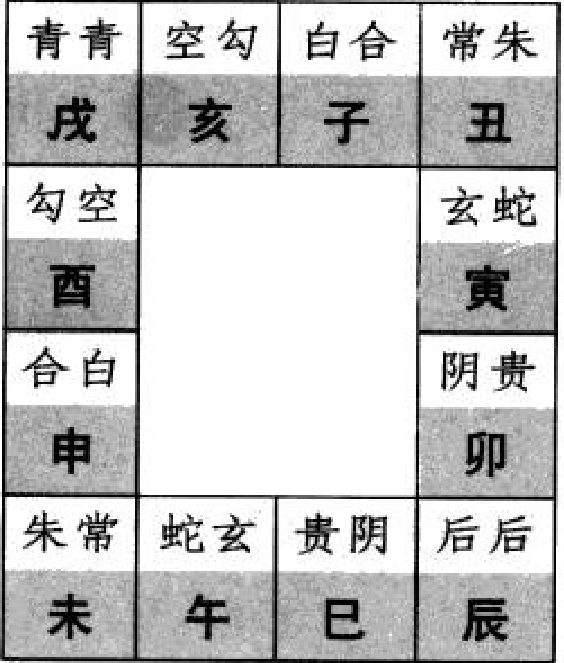 青青 空勾 白合 常朱
戌 亥 子 丑
勾空 玄蛇
酉 寅
合白 阴贵
申 卯
朱常 蛇玄 贵阴 后后
未 午 巳 辰